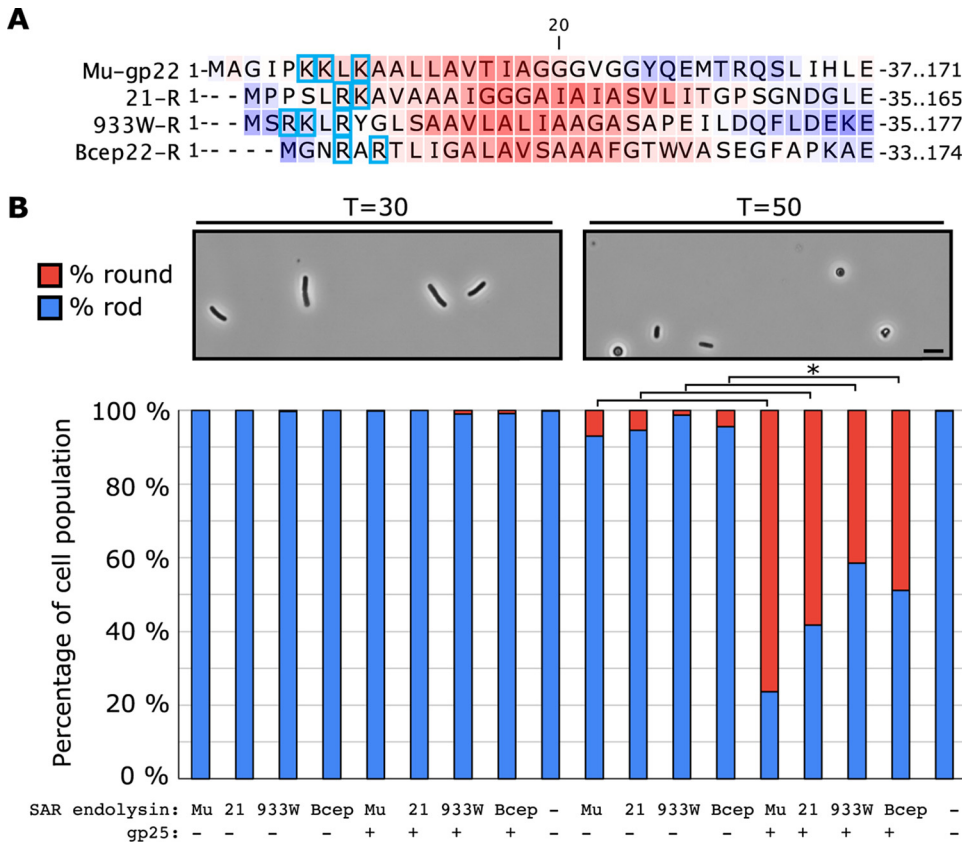 A
20
Mu-gp22 1-MAGIPKKLKAALLAVTIAGGGVGGYQEMTRQSLIHLE-37..171
21-R 1---MPPSLRKAVAAAIGGGAIAIASVLITGPSGNDGLE-35..165
933W-R 1---MSRKLRYGLSAAVLALIAAGASAPEILDQFLDEKE-35..177
Bcep22-R 1-----MGNRARTLIGALAVSAAAFGTWVASEGFAPKAE-33..174
B
T=30 T=50
% round
% rod
*
Percentage of cell population
100 %
80 %
60 %
40 %
20 %
0 %
SAR endolysin: Mu 21 933W Bcep Mu 21 933W Bcep – Mu 21 933W Bcep Mu 21 933W Bcep –
gp25: – – – – + + + + – – – – – + + + + –